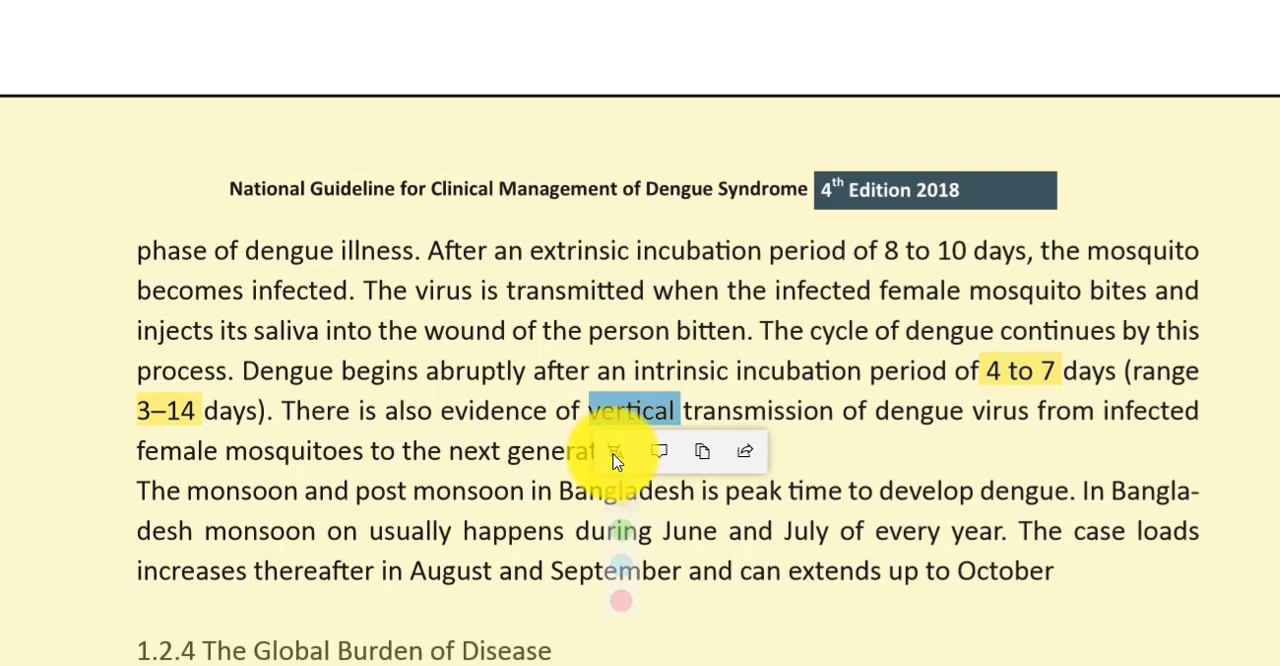 National Guideline for Clinical Management of Dengue Syndrome 4th Edition 2018
phase of dengue illness. After an extrinsic incubation period of 8 to 10 days, the mosquito
becomes infected. The virus is transmitted when the infected female mosquito bites and
injects its saliva into the wound of the person bitten. The cycle of dengue continues by this
process. Dengue begins abruptly after an intrinsic incubation period of 4 to 7 days (range
3–14 days). There is also evidence of vertical transmission of dengue virus from infected
female mosquitoes to the next
The monsoon and post monsoon in Bangladesh is peak time to develop dengue. In Bangla-
desh monsoon on usually happens during June and July of every year. The case loads
increases thereafter in August and September and can extends up to October
1.2.4 The Global Burden of Disease